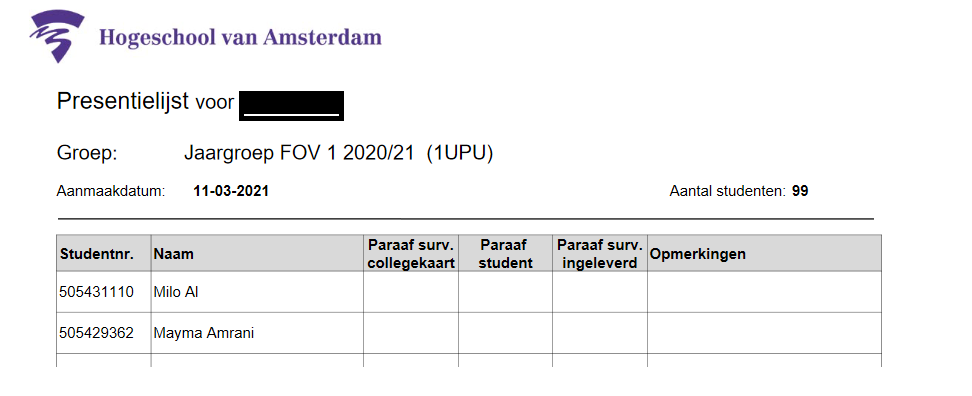 Hogeschool van Amsterdam
Presentielijst voor
Groep: Jaargroep FOV 1 2020/21 (1UPU)
Aanmaakdatum: 11-03-2021 Aantal studenten: 99
Studentnr. Naam Paraaf surv. collegekaart Paraaf student Paraaf surv. ingeleverd Opmerkingen
505431110 Milo Al
505429362 Mayma Amrani